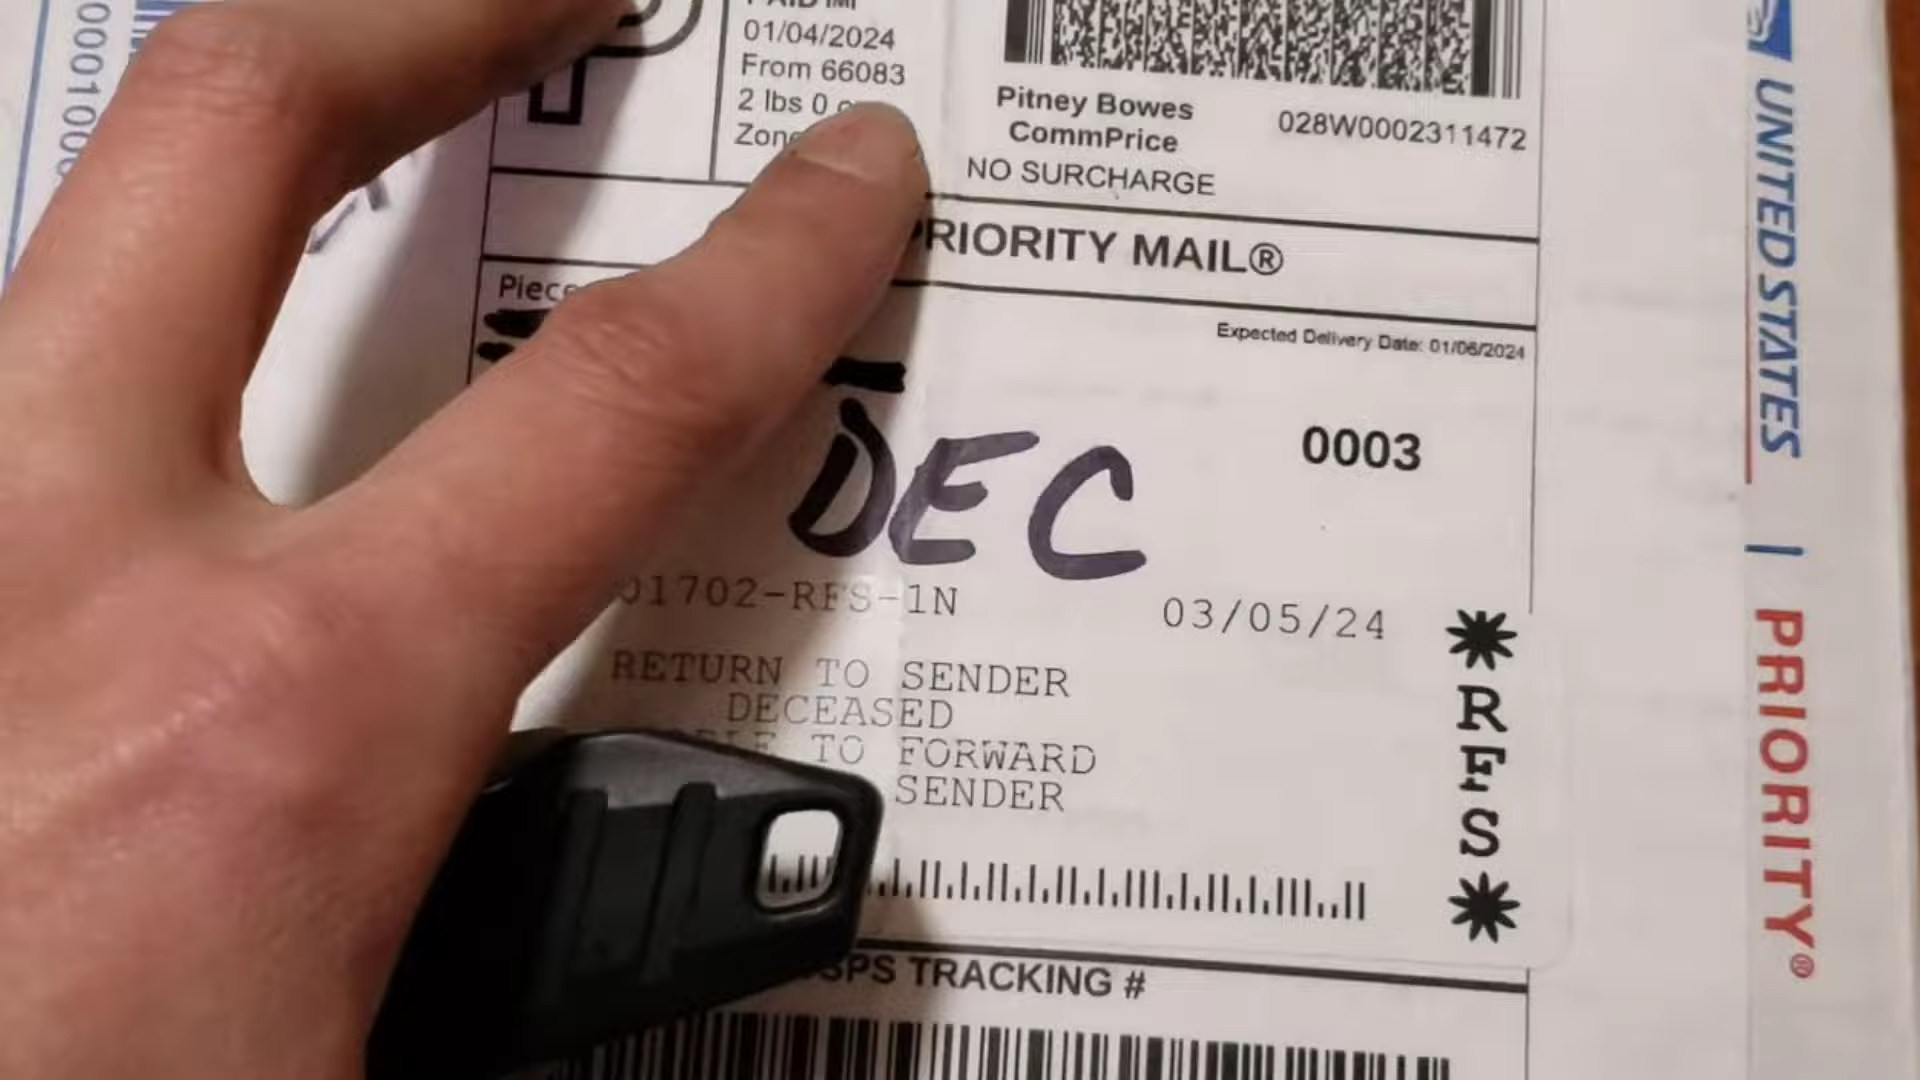 01/04/2024
From 66083
2 lbs 0
Pitney Bowes
CommPrice
028W0002311472
NO SURCHARGE
PRIORITY MAIL®
Expected Delivery Date: 01/06/2024
0003
DEC
01702-RFS-1N
03/05/24
RETURN TO SENDER
DECEASED
TO FORWARD
SENDER
*RFS*
TRACKING #
UNITED STATES
PRIORITY®